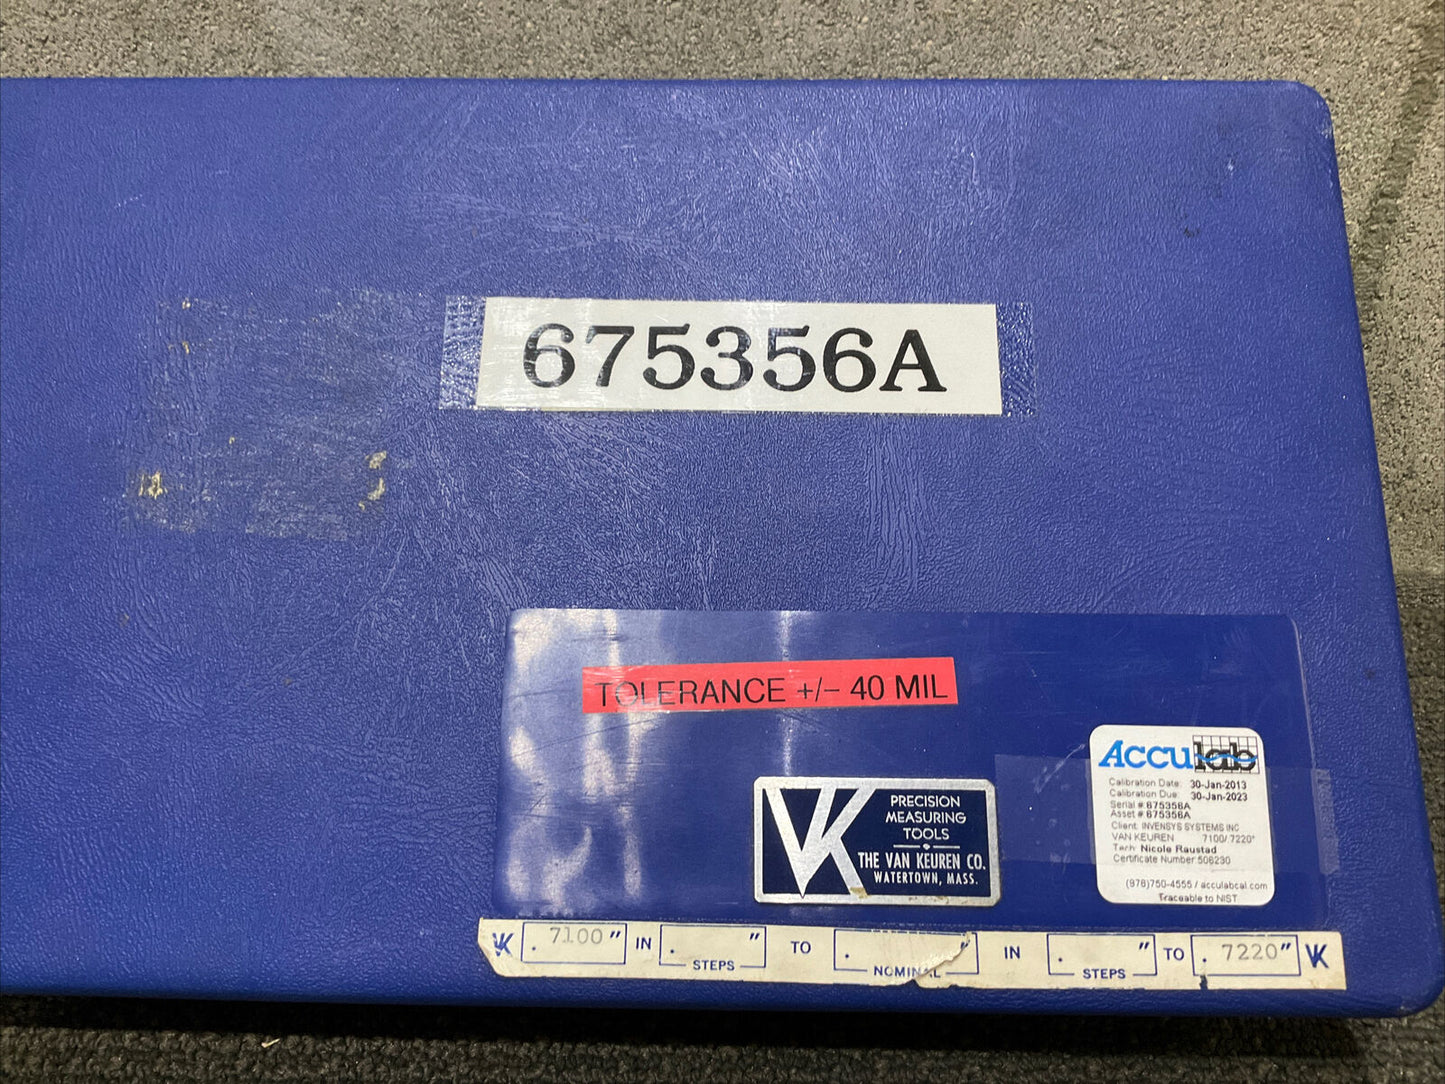 675356A
TOLERANCE +/− 40 MIL
VK
PRECISION
MEASURING
TOOLS
THE VAN KEUREN CO.
WATERTOWN, MASS.
Acculab
Calibration Date: 30-Jan-2013
Calibration Due: 30-Jan-2023
Serial #:675356A
Asset #:675356A
Client: INVENSYS SYSTEMS INC
VAN KEUREN 7100/.7220"
Tech: Nicole Raustad
Certificate Number:508230
(978)750-4555 / acculabcal.com
Traceable to NIST
VK . 7100 " IN . " TO . " IN . " TO . 7220" VK
STEPS NOMINAL STEPS